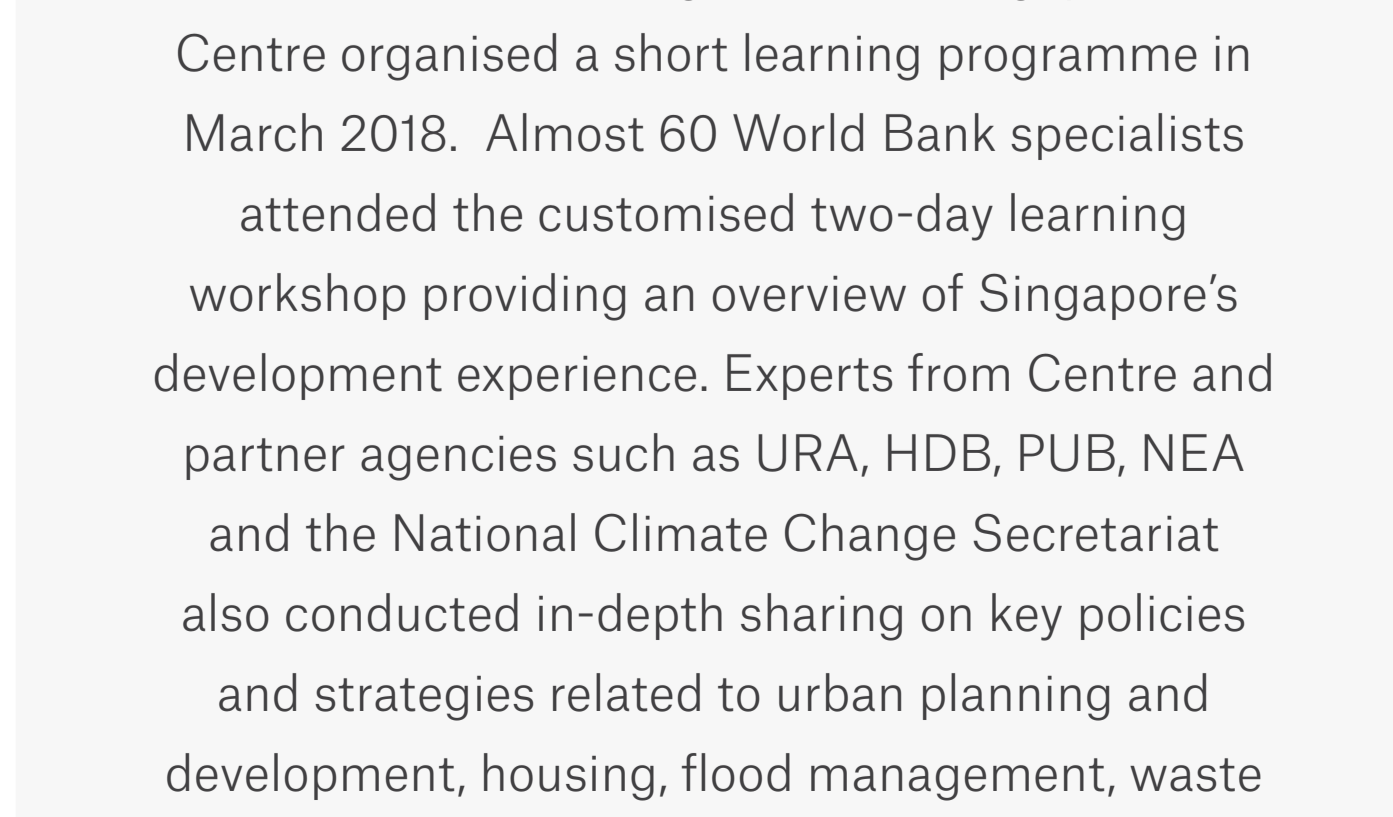 Centre organised a short learning programme in
March 2018.  Almost 60 World Bank specialists
attended the customised two-day learning
workshop providing an overview of Singapore’s
development experience. Experts from Centre and
partner agencies such as URA, HDB, PUB, NEA
and the National Climate Change Secretariat
also conducted in-depth sharing on key policies
and strategies related to urban planning and
development, housing, flood management, waste